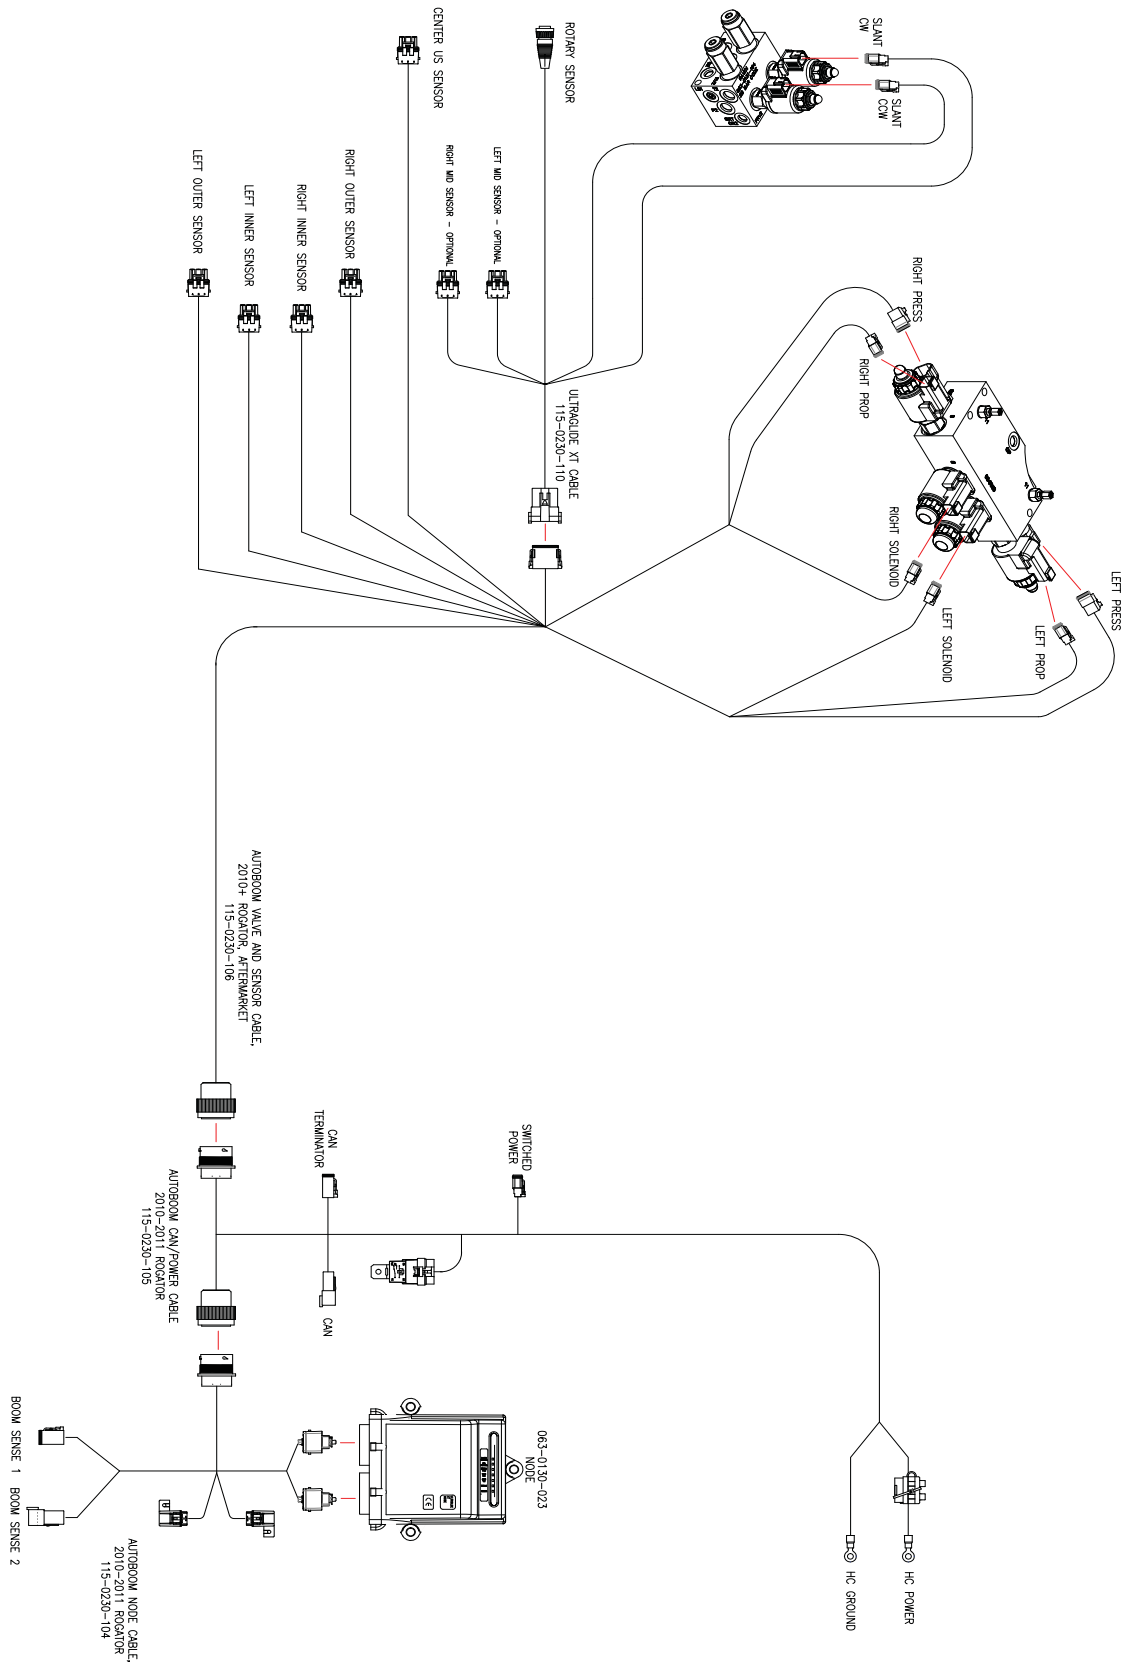 SLANT
CW
SLANT
CCW
ROTARY SENSOR
CENTER US SENSOR
LEFT MID SENSOR - OPTIONAL
RIGHT MID SENSOR - OPTIONAL
RIGHT OUTER SENSOR
RIGHT INNER SENSOR
LEFT INNER SENSOR
LEFT OUTER SENSOR
RIGHT PRESS
RIGHT PROP
RIGHT SOLENOID
LEFT SOLENOID
LEFT PROP
LEFT PRESS
ULTRAGLIDE XT CABLE
115-0230-110
AUTOBOOM VALVE AND SENSOR CABLE,
2010+ ROGATOR, AFTERMARKET
115-0230-106
CAN
TERMINATOR
SWITCHED
POWER
AUTOBOOM CAN/POWER CABLE
2010-2011 ROGATOR
115-0230-105
CAN
063-0130-023
NODE
HC POWER
HC GROUND
BOOM SENSE 1
BOOM SENSE 2
AUTOBOOM NODE CABLE,
2010-2011 ROGATOR
115-0230-104